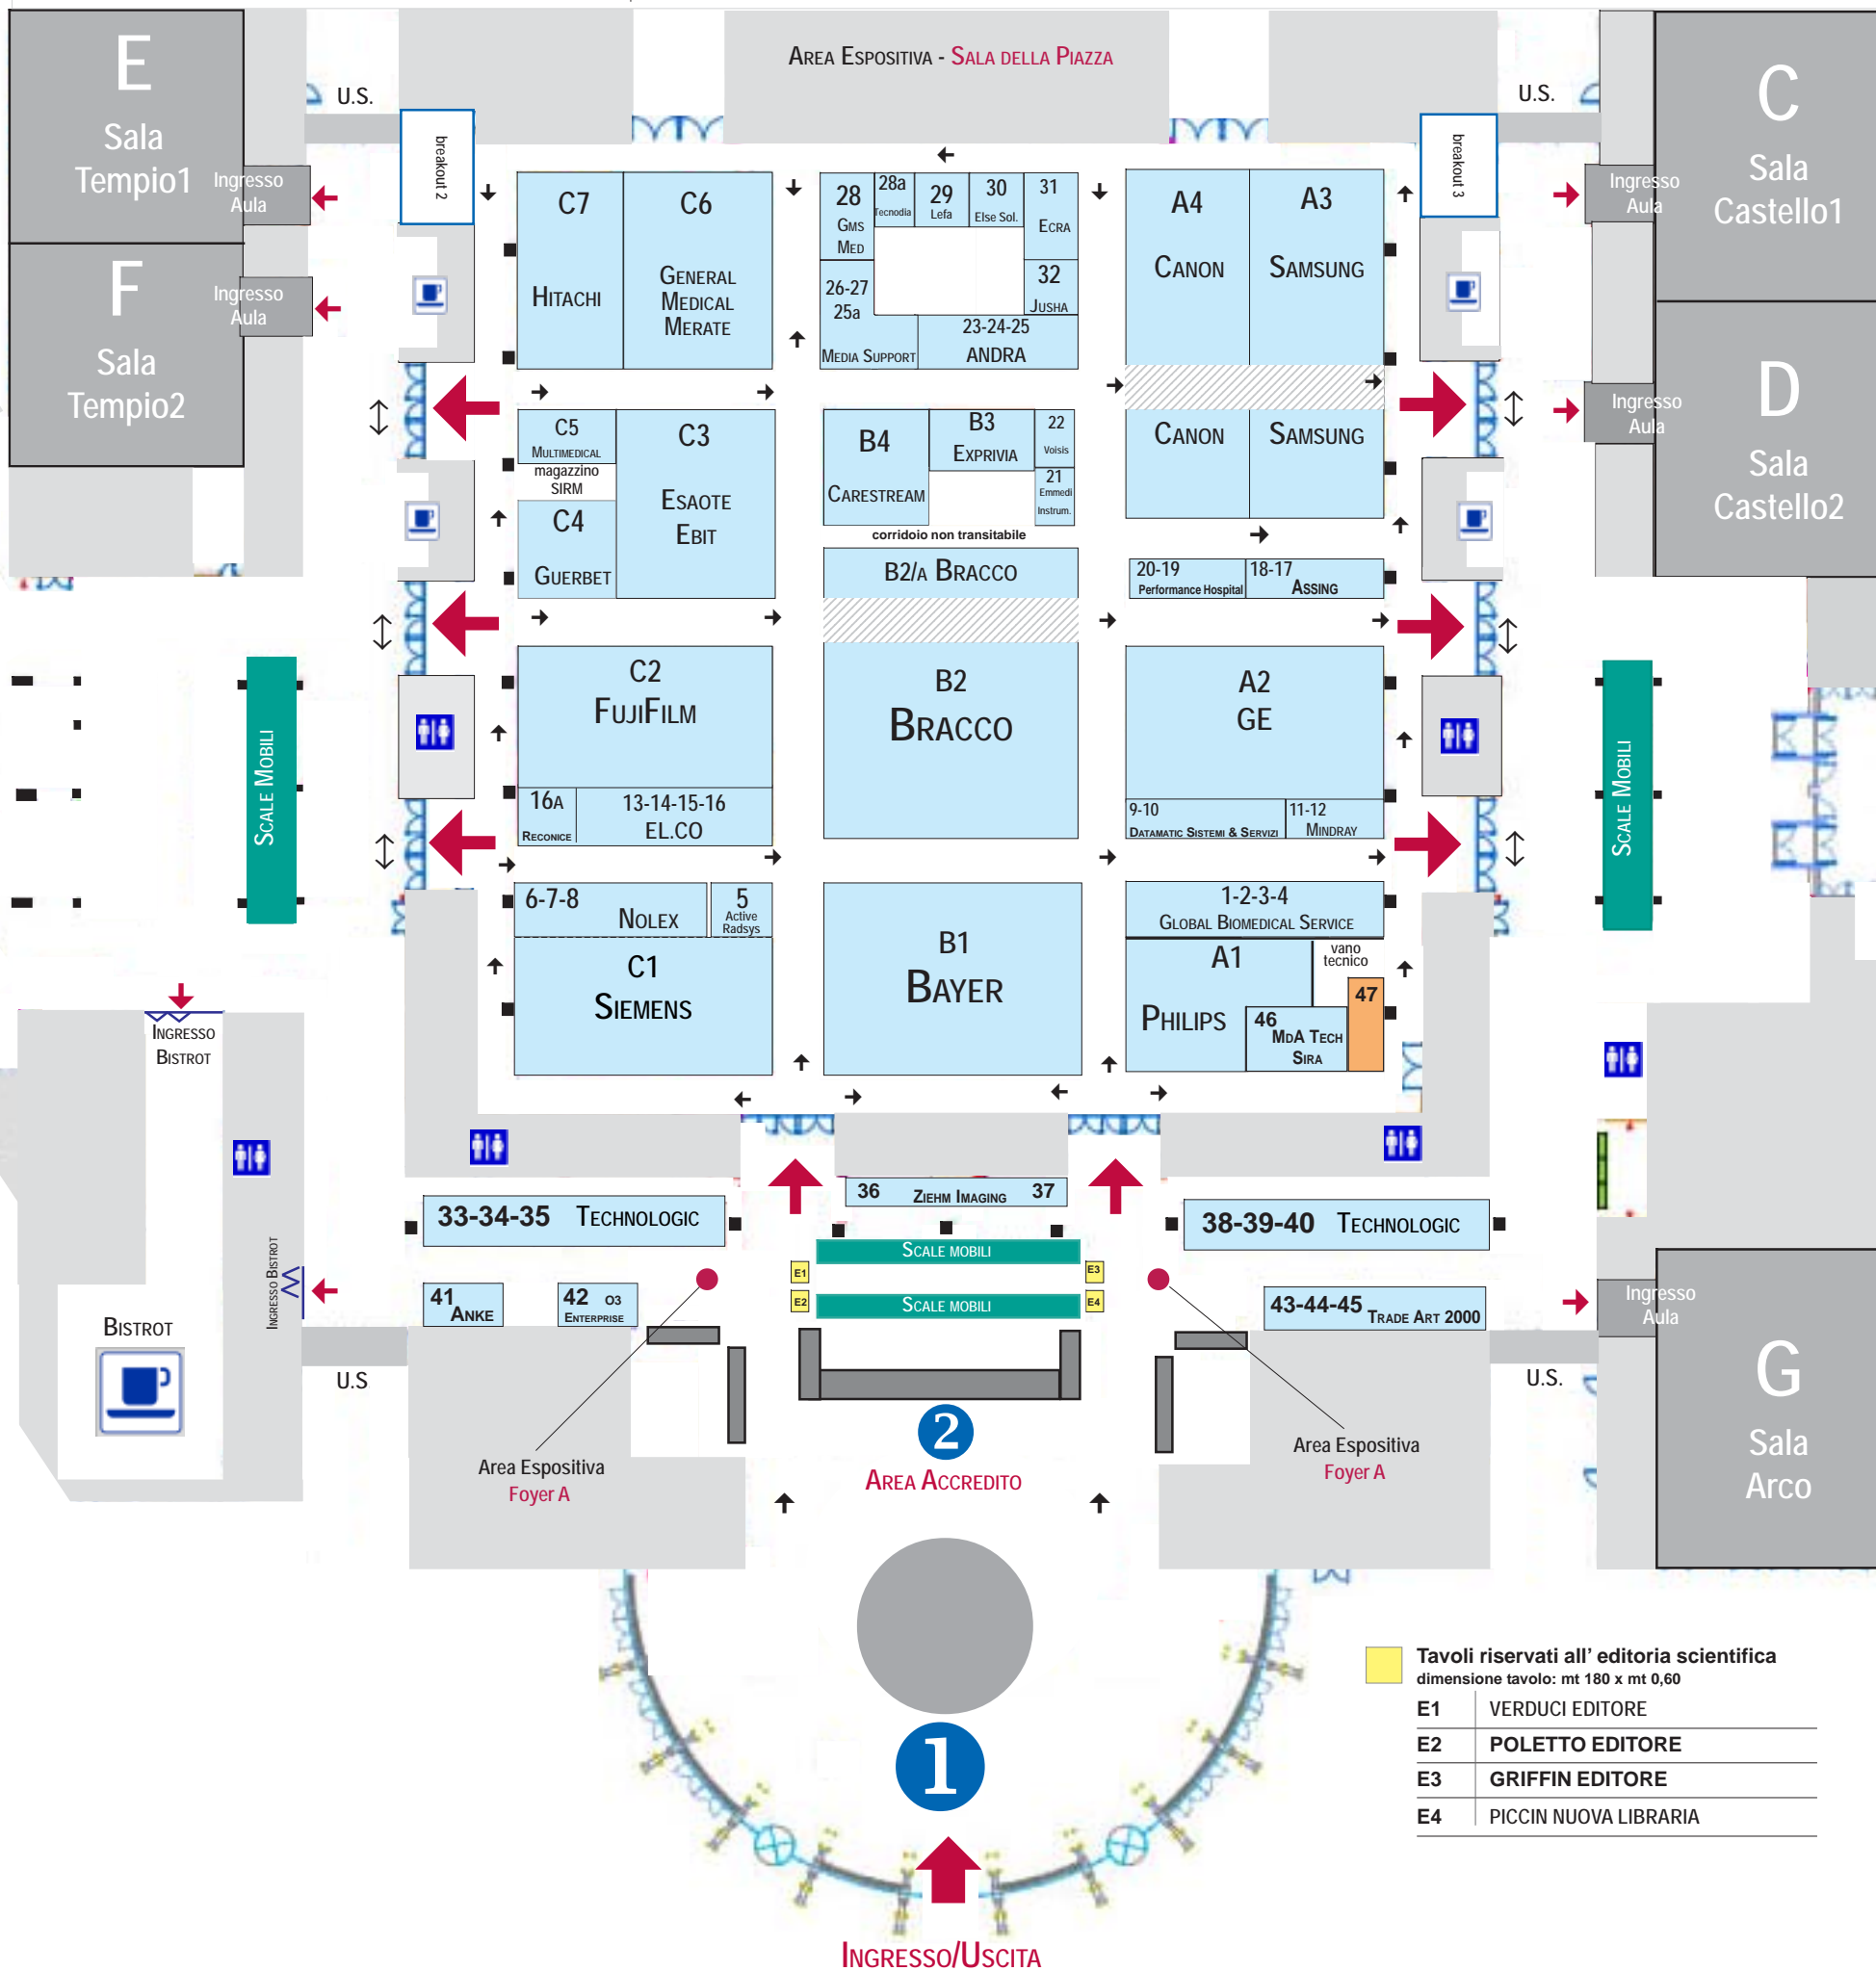 AREA ESPOSITIVA - SALA DELLA PIAZZA
E
Sala
Tempio1
Ingresso
Aula
F
Sala
Tempio2
Ingresso
Aula
U.S.
breakout 2
U.S.
breakout 3
C
Sala
Castello1
Ingresso
Aula
D
Sala
Castello2
Ingresso
Aula
C7
HITACHI
C6
GENERAL
MEDICAL
MERATE
28
GMS
MED
28a
Tecnodia
29
Lefa
30
Else Sol.
31
ECRA
32
JUSHA
26-27
25a
MEDIA SUPPORT
23-24-25
ANDRA
A4
CANON
A3
SAMSUNG
C5
MULTIMEDICAL
magazzino
SIRM
C4
GUERBET
C3
ESAOTE
EBIT
B4
CARESTREAM
B3
EXPRIVIA
22
Voisis
21
Emmedi
Instrum.
CANON
SAMSUNG
corridoio non transitabile
B2/A BRACCO
20-19
Performance Hospital
18-17
ASSING
C2
FUJIFILM
B2
BRACCO
A2
GE
16A
RECONICE
13-14-15-16
EL.CO
9-10
DATAMATIC SISTEMI & SERVIZI
11-12
MINDRAY
SCALE MOBILI
SCALE MOBILI
6-7-8
NOLEX
5
Active
Radsys
C1
SIEMENS
B1
BAYER
1-2-3-4
GLOBAL BIOMEDICAL SERVICE
A1
PHILIPS
vano
tecnico
47
46
MDA TECH
SIRA
INGRESSO
BISTROT
INGRESSO BISTROT
BISTROT
33-34-35 TECHNOLOGIC
36 ZIEHM IMAGING 37
38-39-40 TECHNOLOGIC
SCALE MOBILI
E1
E2
E3
E4
SCALE MOBILI
41
ANKE
42 O3
ENTERPRISE
43-44-45 TRADE ART 2000
Ingresso
Aula
G
Sala
Arco
U.S
U.S.
2
AREA ACCREDITO
Area Espositiva
Foyer A
Area Espositiva
Foyer A
1
INGRESSO/USCITA
Tavoli riservati all' editoria scientifica
dimensione tavolo: mt 180 x mt 0,60
E1 VERDUCI EDITORE
E2 POLETTO EDITORE
E3 GRIFFIN EDITORE
E4 PICCIN NUOVA LIBRARIA